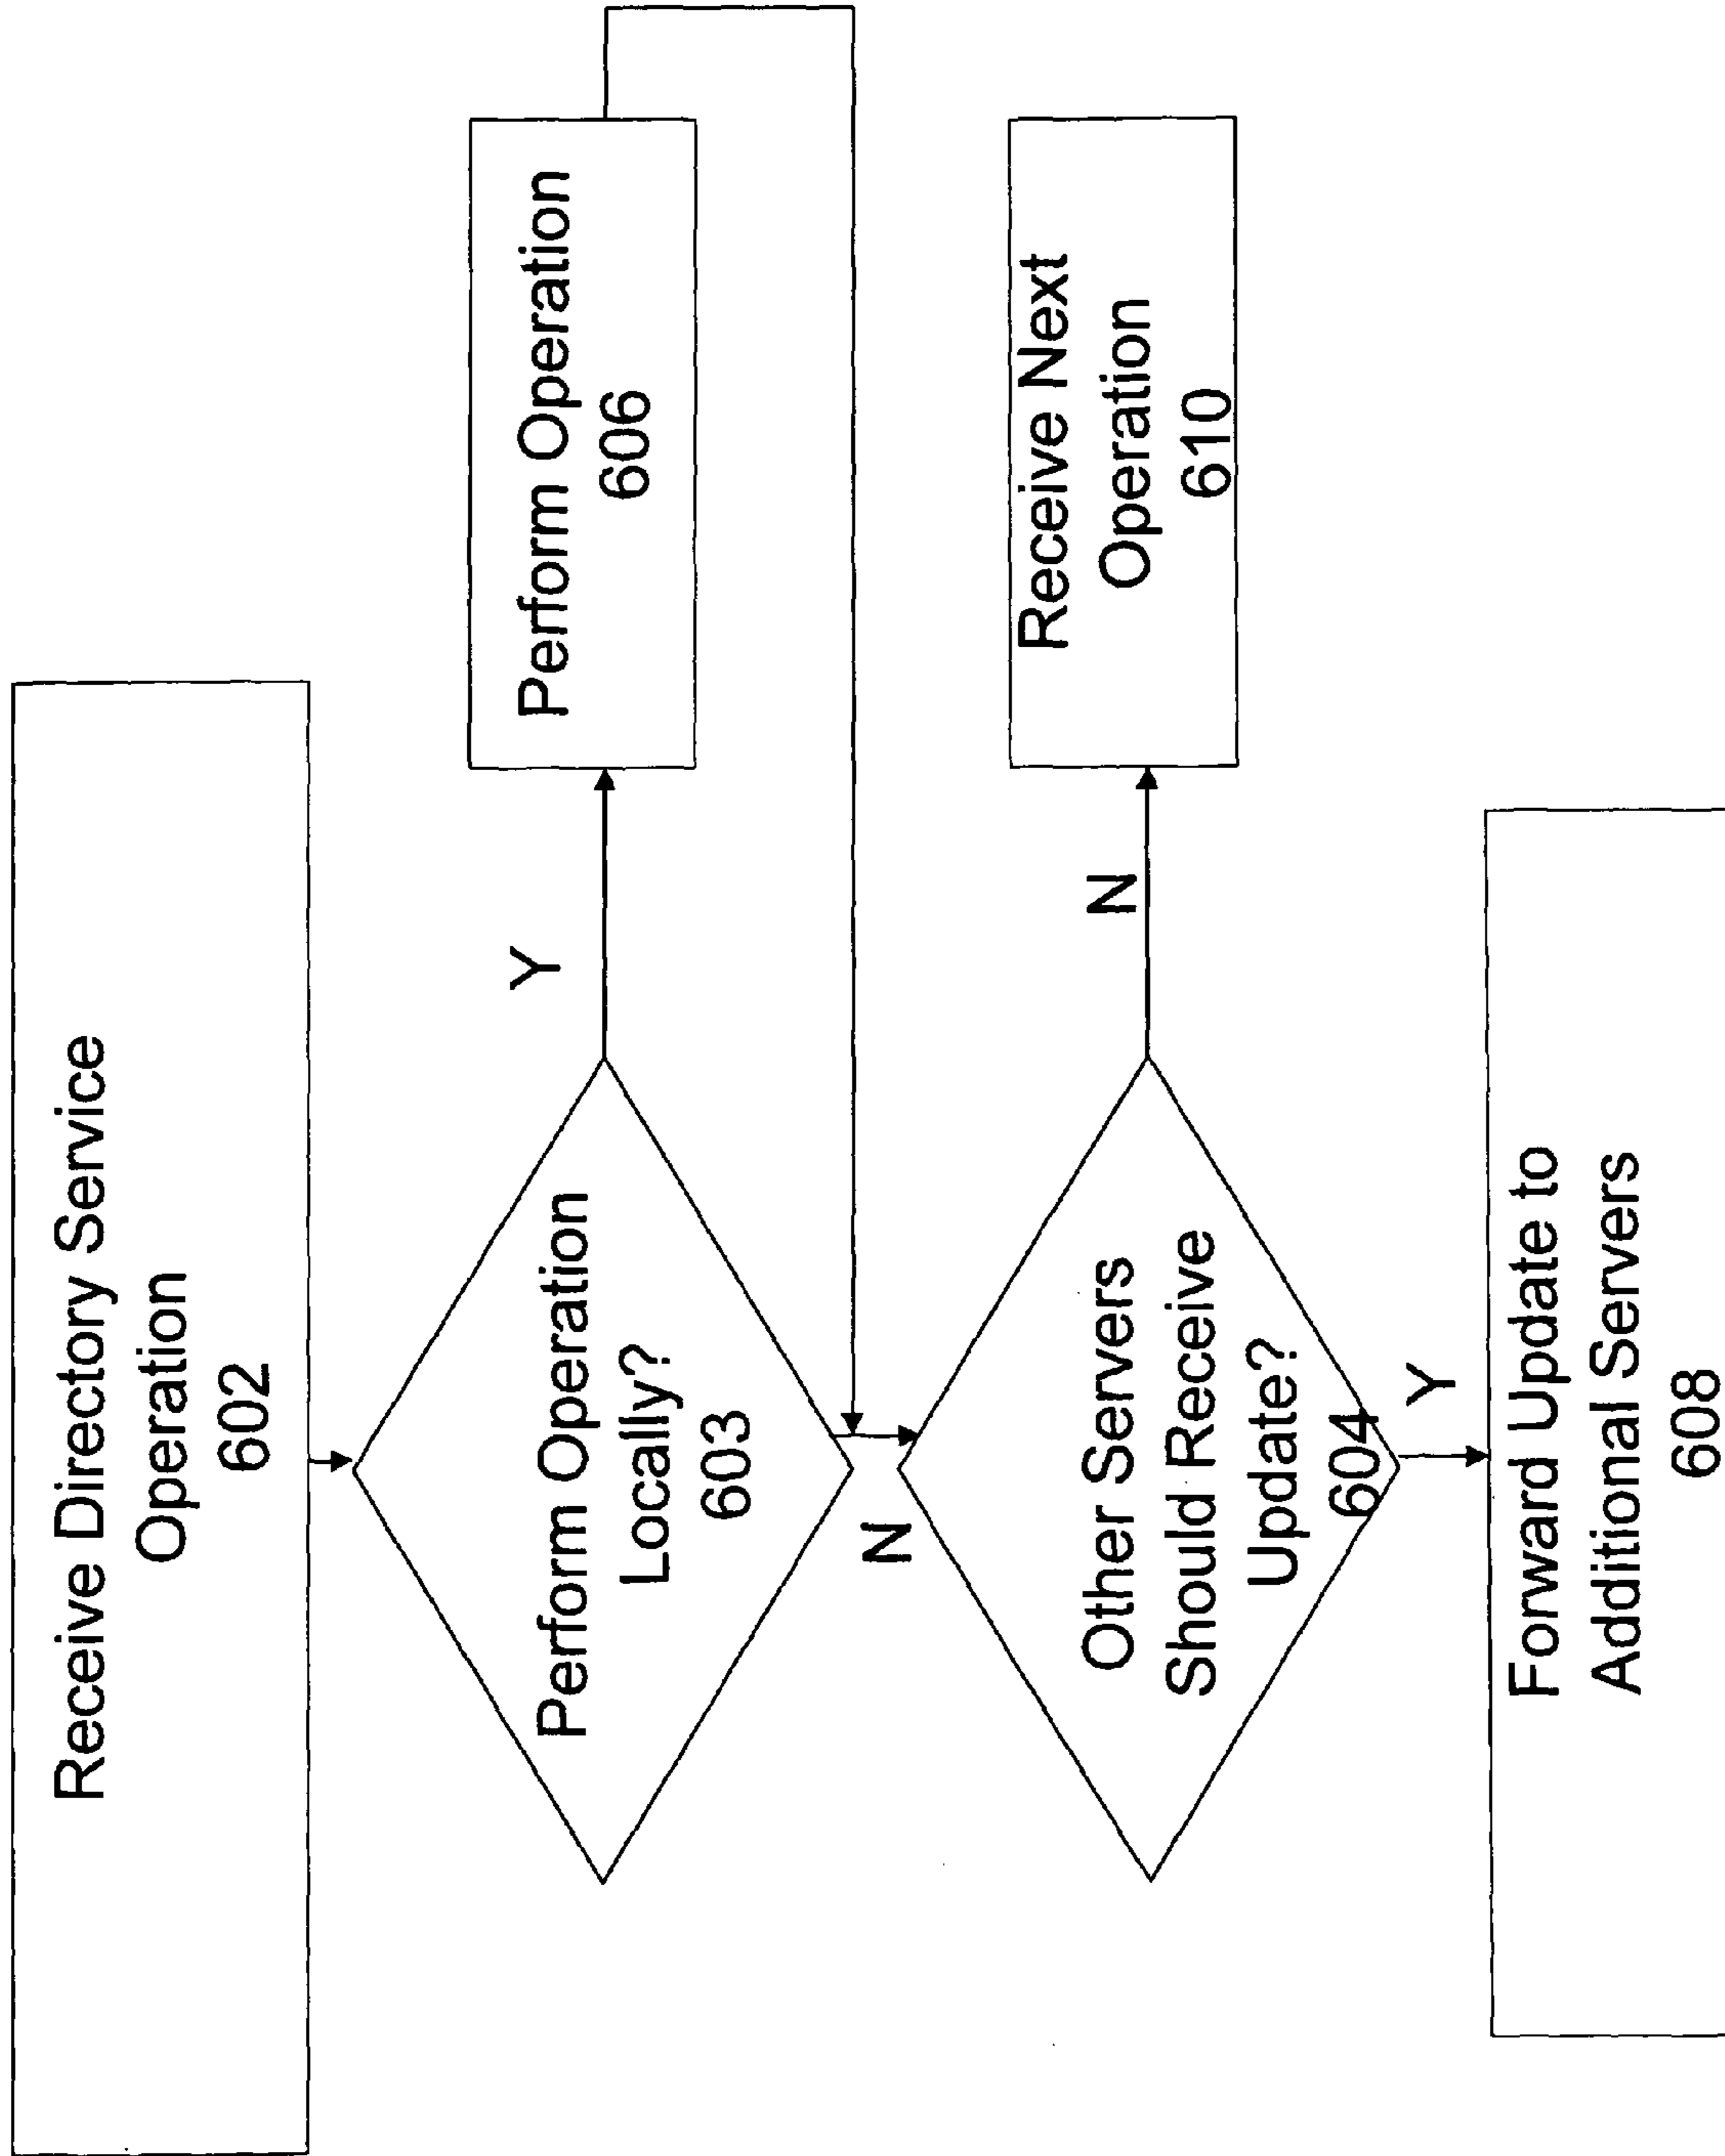 Receive Directory Service
Operation
602
Perform Operation
Locally?
603
Y
Perform Operation
606
N
Other Servers
Should Receive
Update?
604
N
Receive Next
Operation
610
Y
Forward Update to
Additional Servers
608